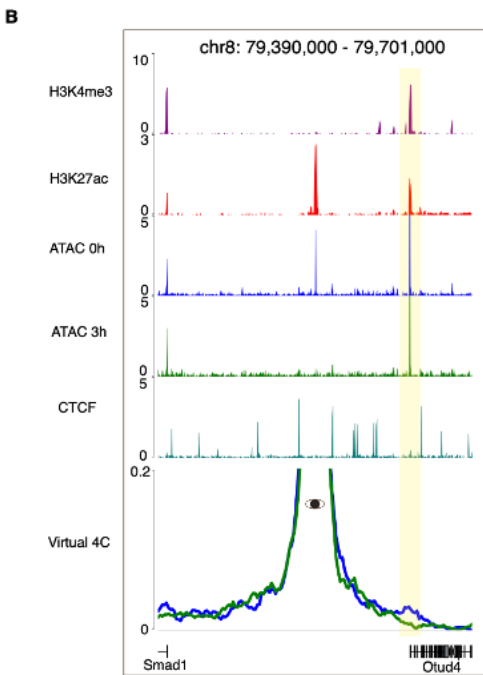 B
chr8: 79,390,000 - 79,701,000
10
H3K4me3
0
3
H3K27ac
0
5
ATAC 0h
0
5
ATAC 3h
0
5
CTCF
0
0.2
Virtual 4C
0
Smad1 Otud4